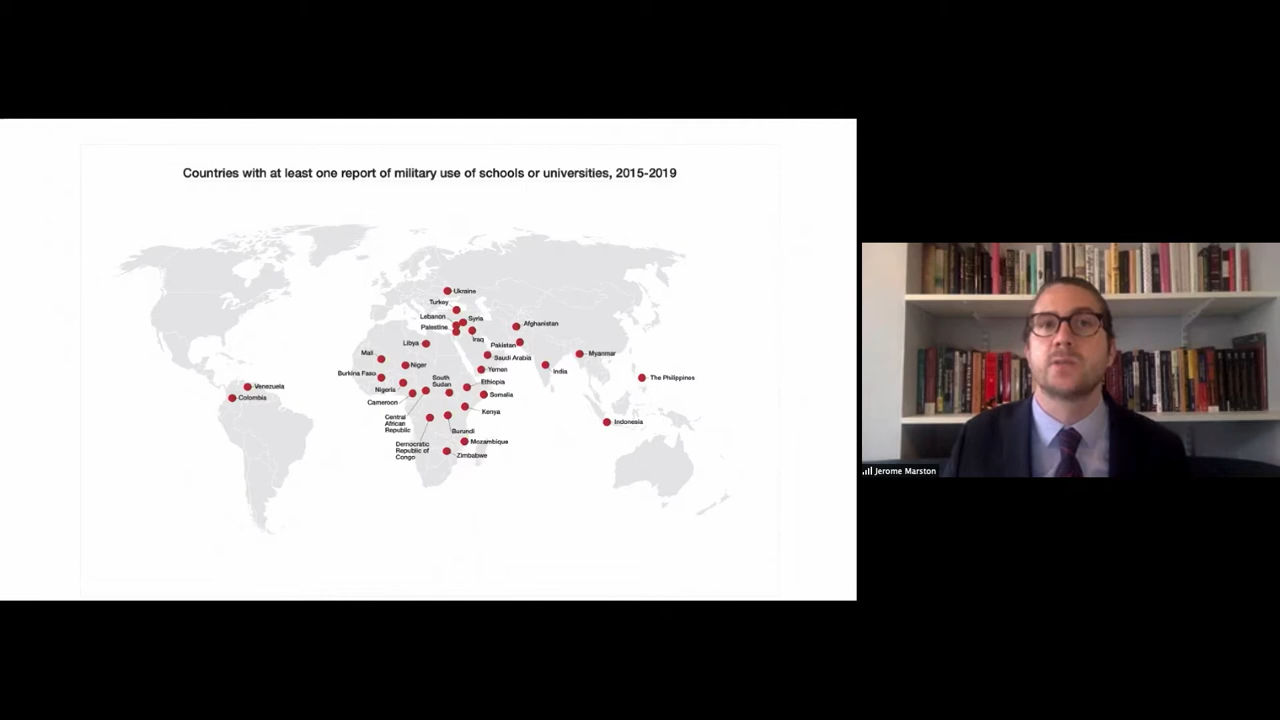 Countries with at least one report of military use of schools or universities, 2015-2019
Ukraine
Turkey
Lebanon
Syria
Palestine
Iraq
Afghanistan
Pakistan
Libya
Saudi Arabia
Mali
Niger
Yemen
India
Myanmar
Burkina Faso
South
Sudan
Ethiopia
The Philippines
Venezuela
Nigeria
Somalia
Colombia
Cameroon
Kenya
Central
African
Republic
Indonesia
Burundi
Mozambique
Democratic
Republic of
Congo
Zimbabwe
Jerome Marston